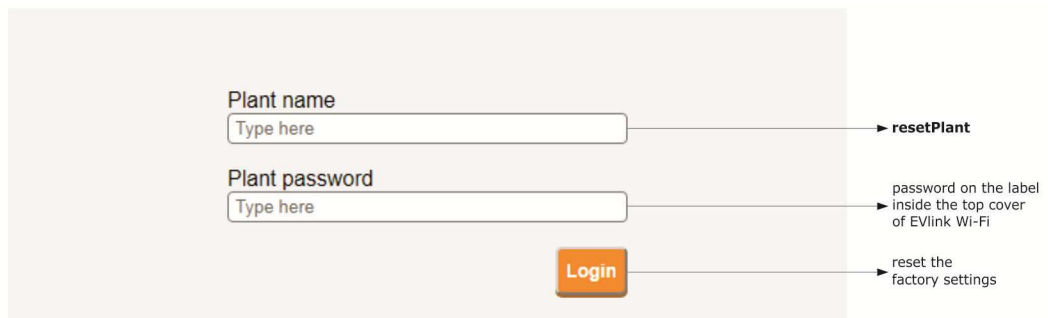 Plant name
Type here
resetPlant
Plant password
Type here
password on the label
inside the top cover
of EVlink Wi-Fi
Login
reset the
factory settings